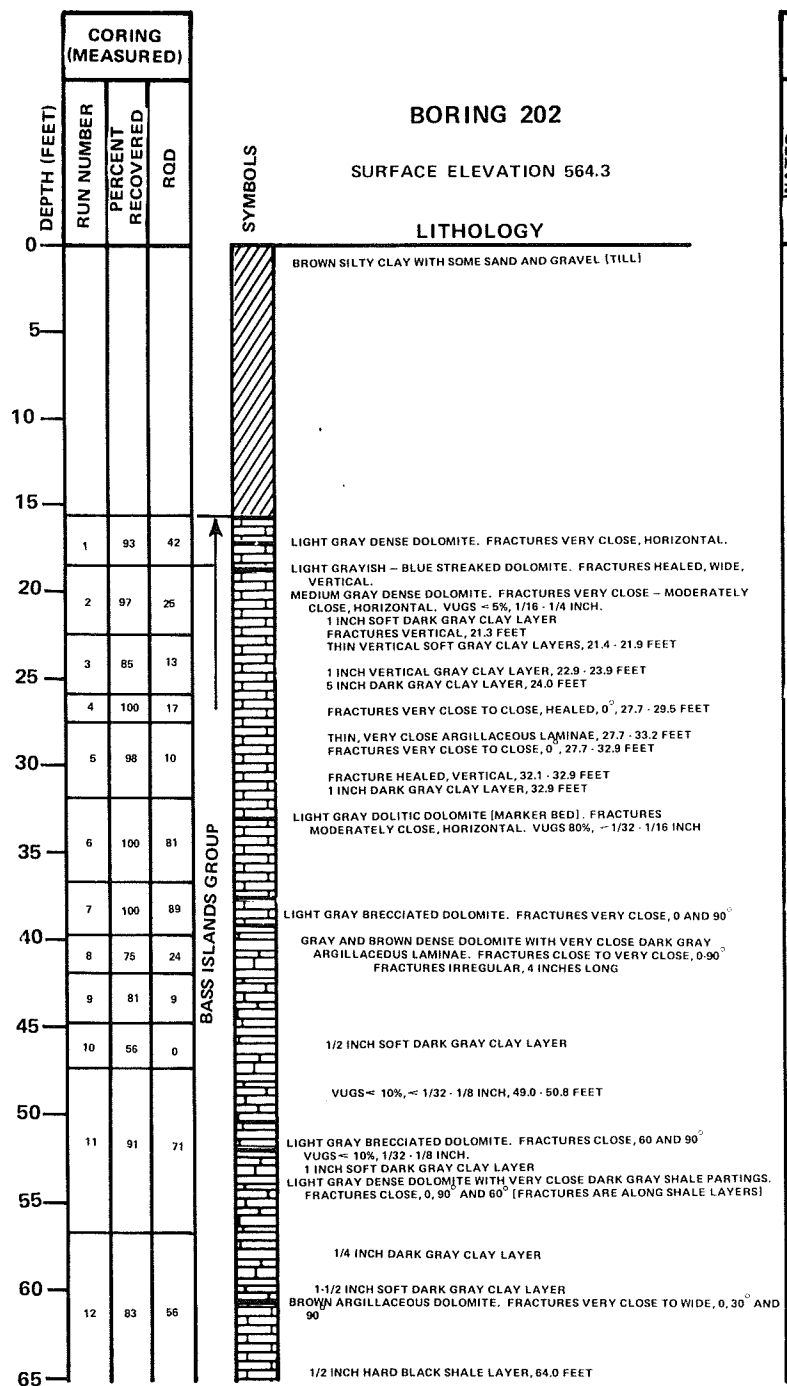 CORING
(MEASURED)
DEPTH (FEET)
RUN NUMBER
PERCENT
RECOVERED
RQD
SYMBOLS
BORING 202
SURFACE ELEVATION 564.3
LITHOLOGY
0
BROWN SILTY CLAY WITH SOME SAND AND GRAVEL [TILL]
5
10
15
1 93 42
LIGHT GRAY DENSE DOLOMITE. FRACTURES VERY CLOSE, HORIZONTAL.
LIGHT GRAYISH – BLUE STREAKED DOLOMITE. FRACTURES HEALED, WIDE,
VERTICAL.
20
2 97 25
MEDIUM GRAY DENSE DOLOMITE. FRACTURES VERY CLOSE – MODERATELY
CLOSE, HORIZONTAL. VUGS < 5%, 1/16 - 1/4 INCH.
1 INCH SOFT DARK GRAY CLAY LAYER
FRACTURES VERTICAL, 21.3 FEET
THIN VERTICAL SOFT GRAY CLAY LAYERS, 21.4 - 21.9 FEET
3 85 13
1 INCH VERTICAL GRAY CLAY LAYER, 22.9 - 23.9 FEET
25
5 INCH DARK GRAY CLAY LAYER, 24.0 FEET
4 100 17
FRACTURES VERY CLOSE TO CLOSE, HEALED, 0°, 27.7 - 29.5 FEET
THIN, VERY CLOSE ARGILLACEOUS LAMINAE, 27.7 - 33.2 FEET
FRACTURES VERY CLOSE TO CLOSE, 0°, 27.7 - 32.9 FEET
30
5 98 10
FRACTURE HEALED, VERTICAL, 32.1 - 32.9 FEET
1 INCH DARK GRAY CLAY LAYER, 32.9 FEET
LIGHT GRAY DOLITIC DOLOMITE [MARKER BED]. FRACTURES
MODERATELY CLOSE, HORIZONTAL. VUGS 80%, – 1/32 - 1/16 INCH
35
6 100 81
BASS ISLANDS GROUP
7 100 89
LIGHT GRAY BRECCIATED DOLOMITE. FRACTURES VERY CLOSE, 0 AND 90°
40
8 75 24
GRAY AND BROWN DENSE DOLOMITE WITH VERY CLOSE DARK GRAY
ARGILLACEDUS LAMINAE. FRACTURES CLOSE TO VERY CLOSE, 0-90°
FRACTURES IRREGULAR, 4 INCHES LONG
9 81 9
45
10 56 0
1/2 INCH SOFT DARK GRAY CLAY LAYER
VUGS < 10%, < 1/32 - 1/8 INCH, 49.0 - 50.8 FEET
50
11 91 71
LIGHT GRAY BRECCIATED DOLOMITE. FRACTURES CLOSE, 60 AND 90°
VUGS < 10%, 1/32 - 1/8 INCH.
1 INCH SOFT DARK GRAY CLAY LAYER
LIGHT GRAY DENSE DOLOMITE WITH VERY CLOSE DARK GRAY SHALE PARTINGS.
FRACTURES CLOSE, 0, 90° AND 60° [FRACTURES ARE ALONG SHALE LAYERS]
55
1/4 INCH DARK GRAY CLAY LAYER
60
1-1/2 INCH SOFT DARK GRAY CLAY LAYER
12 83 56
BROWN ARGILLACEOUS DOLOMITE. FRACTURES VERY CLOSE TO WIDE, 0, 30° AND
90°
1/2 INCH HARD BLACK SHALE LAYER, 64.0 FEET
65